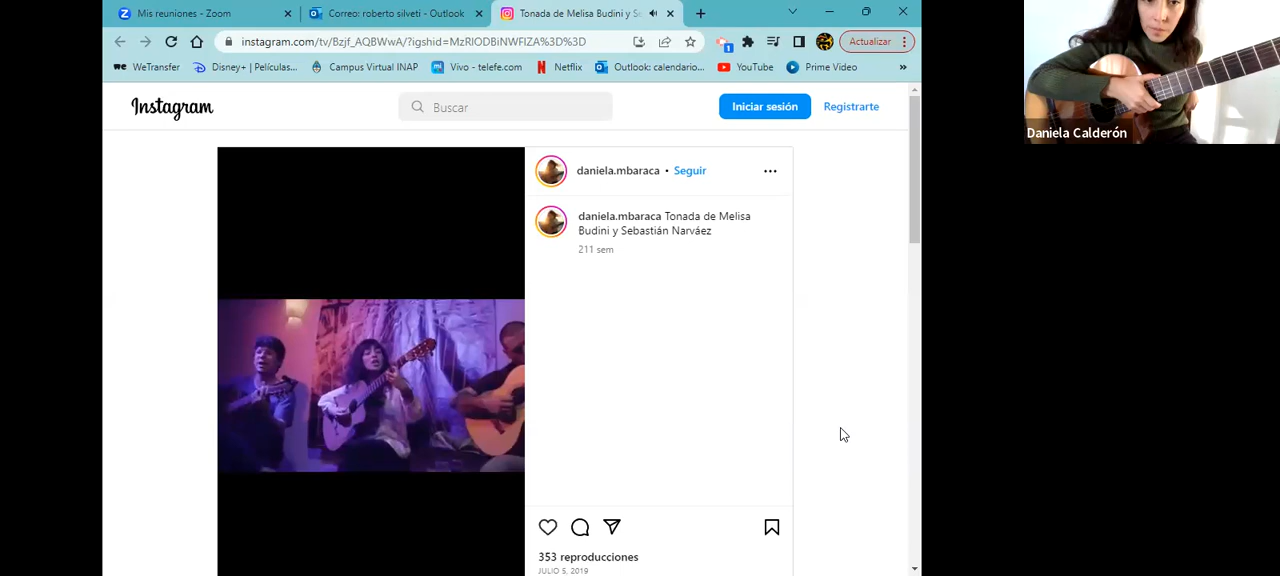 Mis reuniones - Zoom
Correo: roberto silveti - Outlook
Tonada de Melisa Budini y Se
instagram.com/tv/Bzjf_AQBWwA/?igshid=MzRlODBiNWFlZA%3D%3D
1
Actualizar
WeTransfer
Disney+ | Películas...
Campus Virtual INAP
Vivo - telefe.com
Netflix
Outlook: calendario...
YouTube
Prime Video
»
Instagram
Buscar
Iniciar sesión
Registrarte
daniela.mbaraca • Seguir
daniela.mbaraca Tonada de Melisa
Budini y Sebastián Narváez
211 sem
353 reproducciones
JULIO 5, 2019
Daniela Calderón